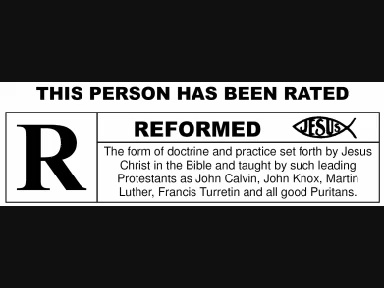 THIS PERSON HAS BEEN RATED
R
REFORMED
JESUS
The form of doctrine and practice set forth by Jesus
Christ in the Bible and taught by such leading
Protestants as John Calvin, John Knox, Martin
Luther, Francis Turretin and all good Puritans.